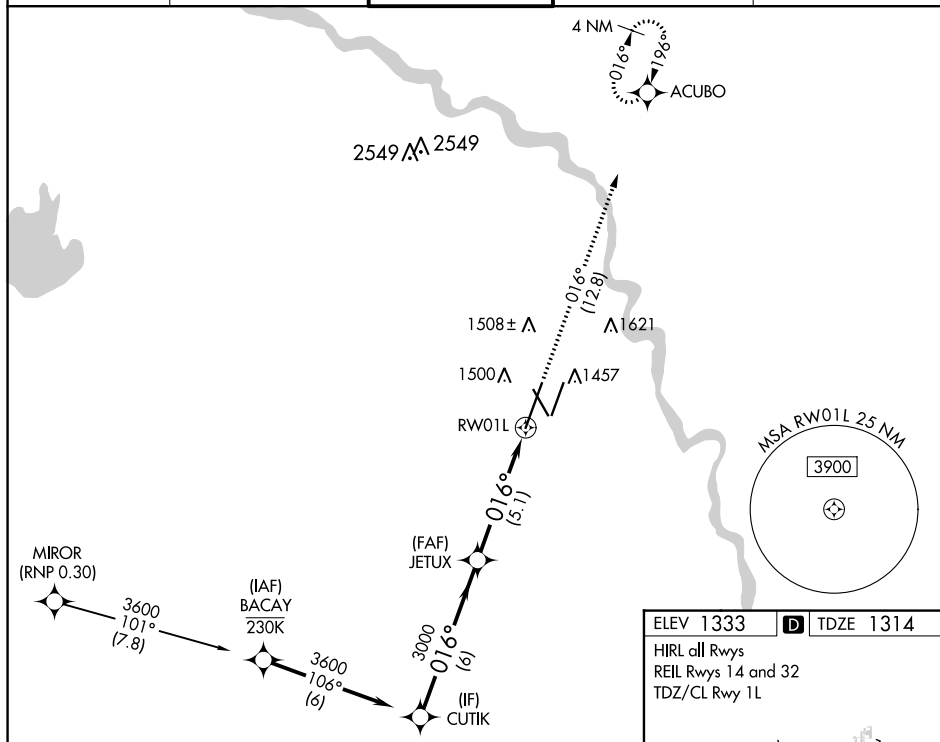 4 NM
016°
196°
ACUBO
2549 2549
016°
(12.8)
1508± 1621
1500 1457
RW01L
MSA RW01L 25 NM
3900
016°
(5.1)
(FAF)
JETUX
MIROR
(RNP 0.30)
3600
101°
(7.8)
(IAF)
BACAY
230K
3600
106°
(6)
3000
016°
(6)
(IF)
CUTIK
ELEV 1333 D TDZE 1314
HIRL all Rwys
REIL Rwys 14 and 32
TDZ/CL Rwy 1L